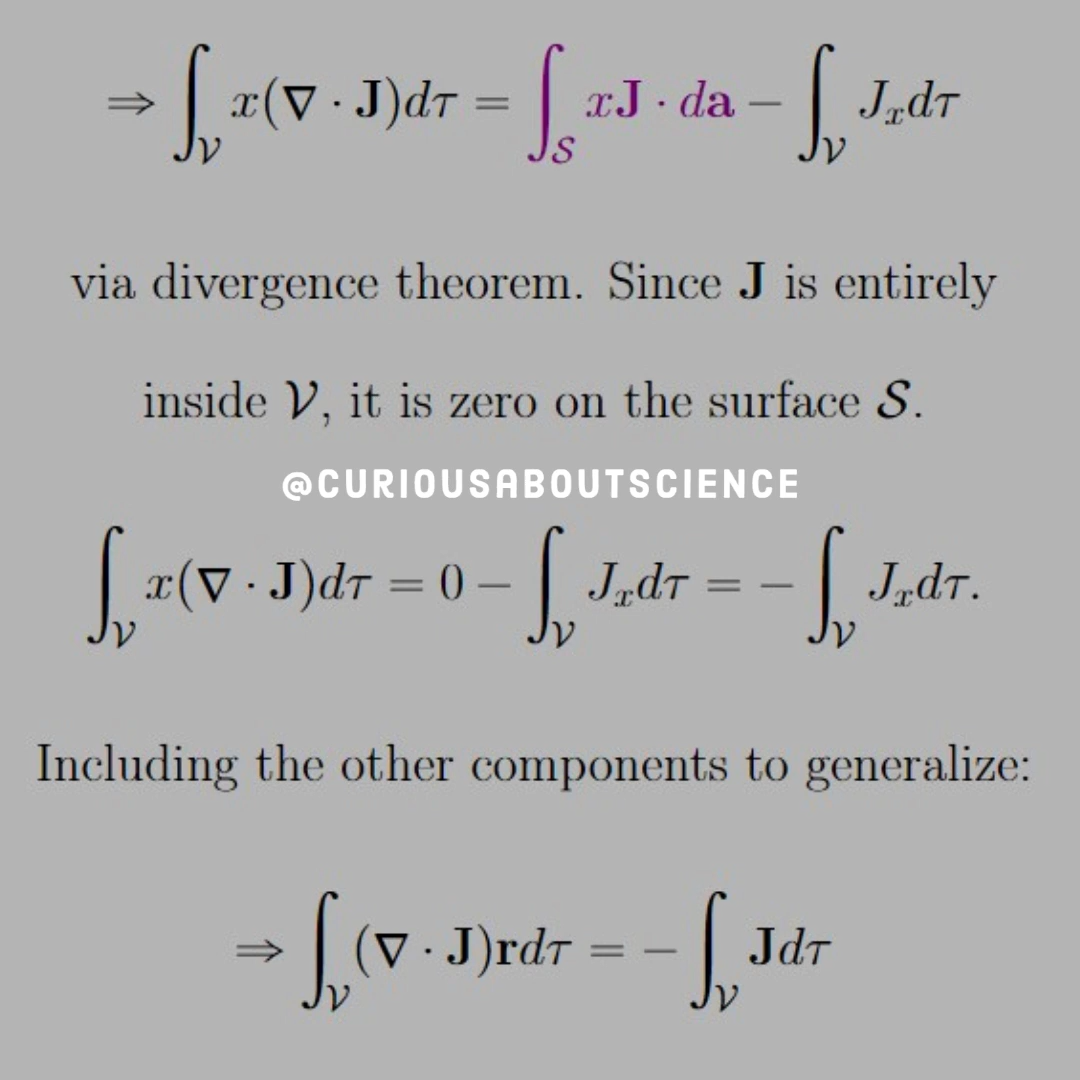 ⇒ ∫_𝒱 x(∇ · J)dτ = ∫_𝒮 xJ · da − ∫_𝒱 J_x dτ
via divergence theorem. Since J is entirely
inside 𝒱, it is zero on the surface 𝒮.
@CURIOUSABOUTSCIENCE
∫_𝒱 x(∇ · J)dτ = 0 − ∫_𝒱 J_x dτ = − ∫_𝒱 J_x dτ.
Including the other components to generalize:
⇒ ∫_𝒱 (∇ · J)rdτ = − ∫_𝒱 Jdτ